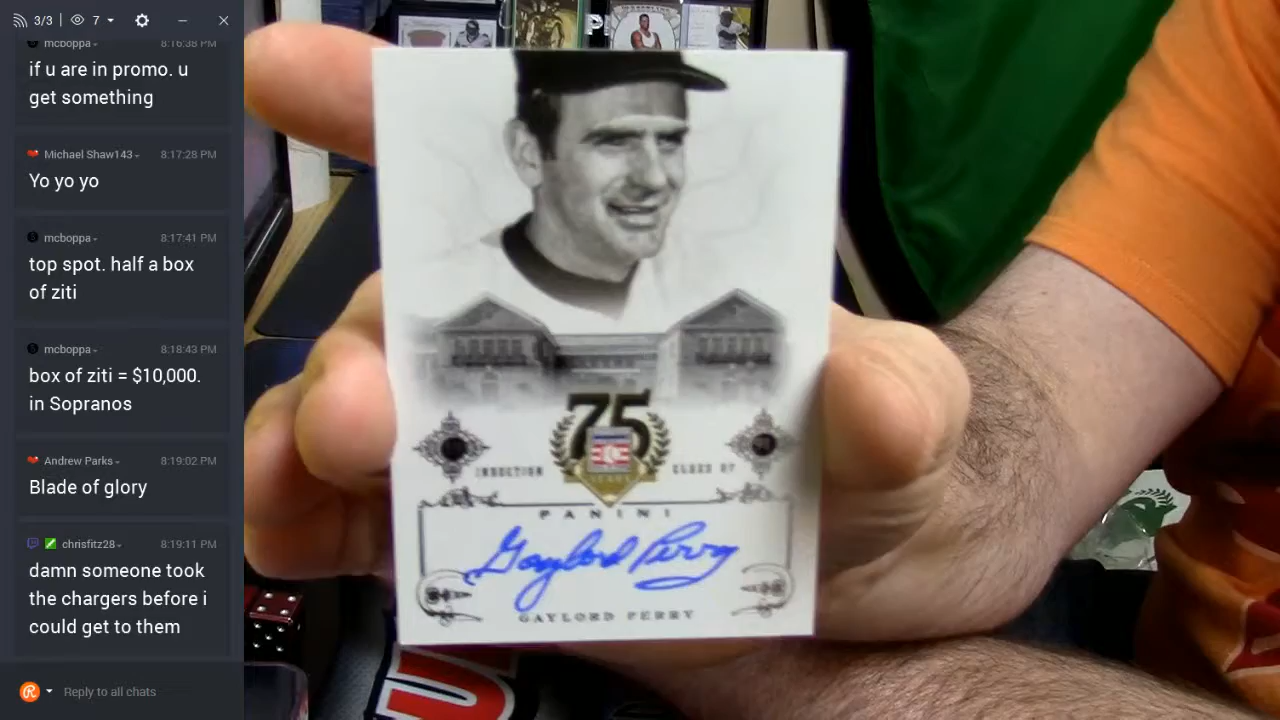 3/3
7
mcboppa
8:16:38 PM
if u are in promo. u
get something
Michael Shaw143
8:17:28 PM
Yo yo yo
mcboppa
8:17:41 PM
top spot. half a box
of ziti
mcboppa
8:18:43 PM
box of ziti = $10,000.
in Sopranos
Andrew Parks
8:19:02 PM
Blade of glory
chrisfitz28
8:19:11 PM
damn someone took
the chargers before i
could get to them
Reply to all chats
75
INDUCTION
CLASS OF
PANINI
Gaylord Perry
GAYLORD PERRY